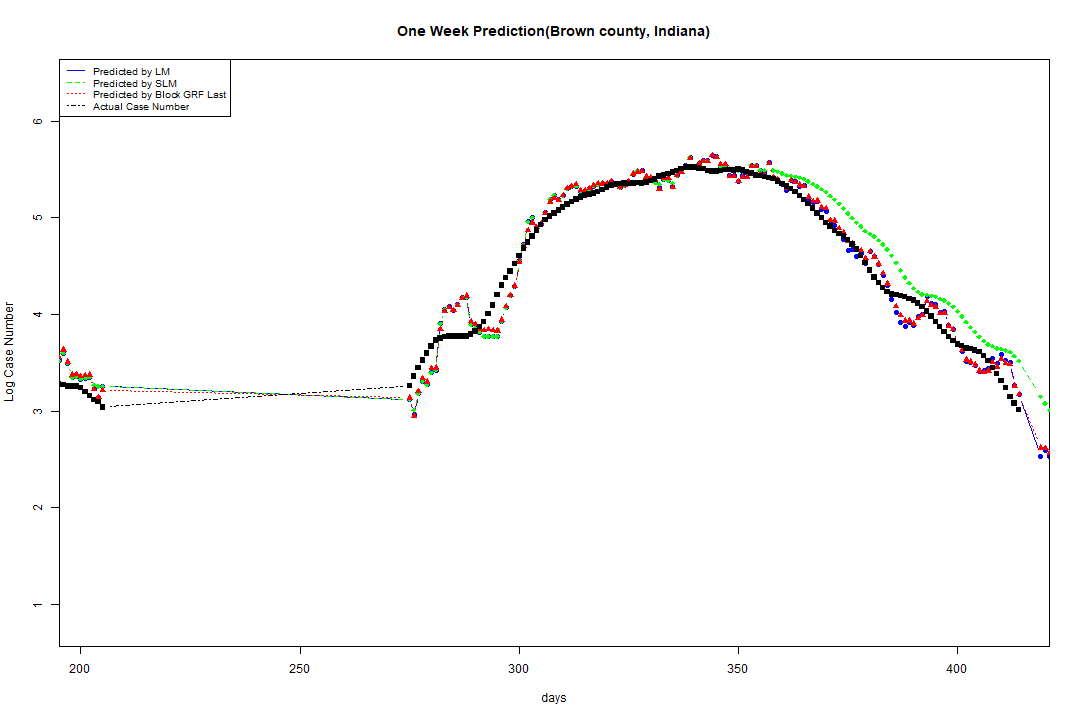 One Week Prediction(Brown county, Indiana)
Predicted by LM
Predicted by SLM
Predicted by Block GRF Last
Actual Case Number
Log Case Number
6
5
4
3
2
1
200 250 300 350 400
days